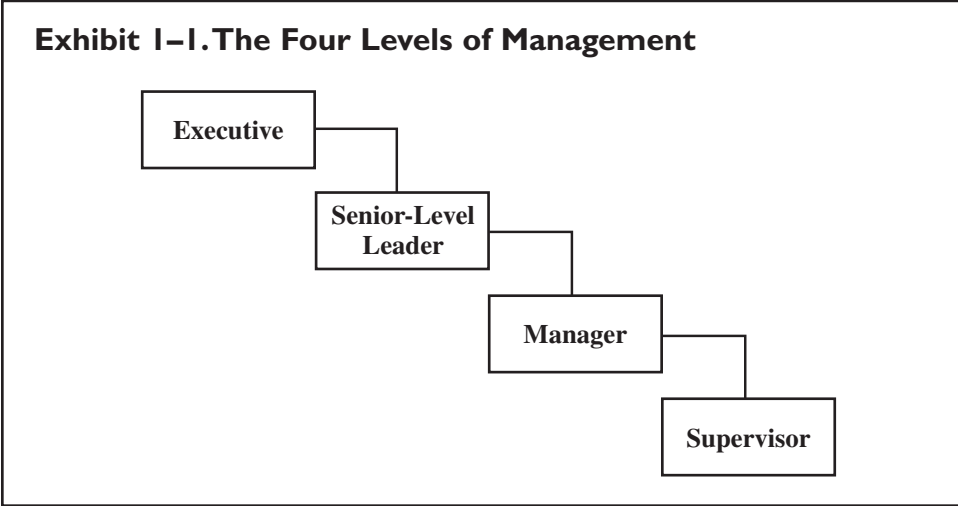 Exhibit 1–1. The Four Levels of Management
Executive
Senior-Level
Leader
Manager
Supervisor